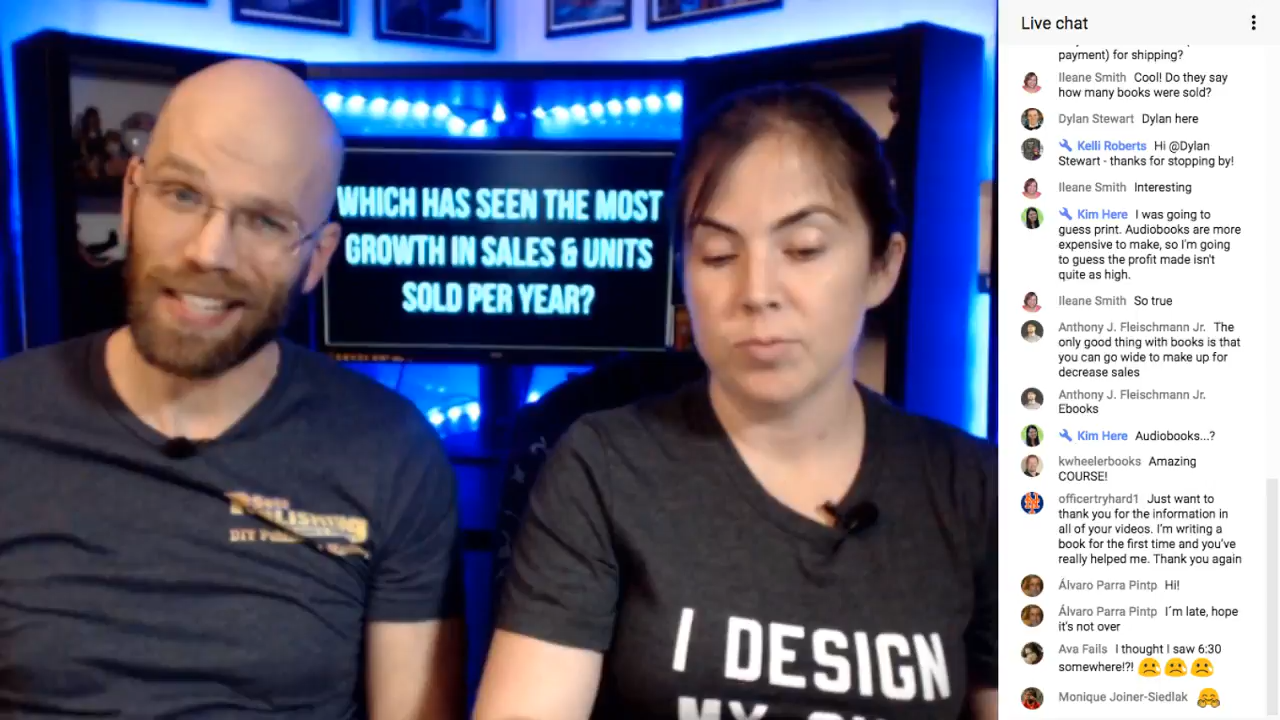 WHICH HAS SEEN THE MOST
GROWTH IN SALES & UNITS
SOLD PER YEAR?
PUBLISHING
DIY
I DESIGN
MY
Live chat
payment) for shipping?
Ileane Smith Cool! Do they say
how many books were sold?
Dylan Stewart Dylan here
Kelli Roberts Hi @Dylan
Stewart - thanks for stopping by!
Ileane Smith Interesting
Kim Here I was going to
guess print. Audiobooks are more
expensive to make, so I'm going
to guess the profit made isn't
quite as high.
Ileane Smith So true
Anthony J. Fleischmann Jr. The
only good thing with books is that
you can go wide to make up for
decrease sales
Anthony J. Fleischmann Jr.
Ebooks
Kim Here Audiobooks...?
kwheelerbooks Amazing
COURSE!
officertryhard1 Just want to
thank you for the information in
all of your videos. I'm writing a
book for the first time and you've
really helped me. Thank you again
Álvaro Parra Pintp Hi!
Álvaro Parra Pintp I´m late, hope
it's not over
Ava Fails I thought I saw 6:30
somewhere!?!
Monique Joiner-Siedlak